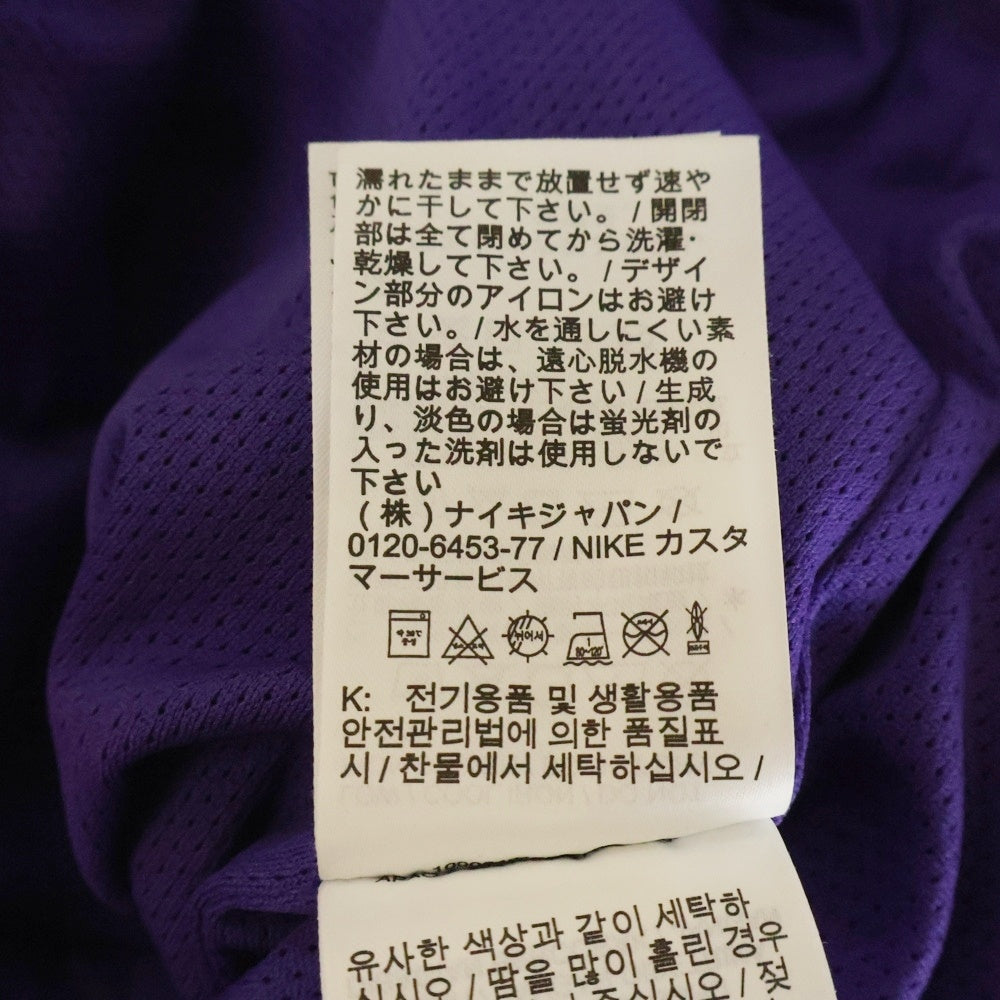 濡れたままで放置せず速や
かに干して下さい。 / 開閉
部は全て閉めてから洗濯·
乾燥して下さい。 / デザイ
ン部分のアイロンはお避け
下さい。/ 水を通しにくい素
材の場合は、遠心脱水機の
使用はお避け下さい / 生成
り、淡色の場合は蛍光剤の
入った洗剤は使用しないで
下さい
(株) ナイキジャパン /
0120-6453-77 / NIKE カスタ
マーサービス
80~120
K: 전기용품 및 생활용품
안전관리법에 의한 품질표
시 / 찬물에서 세탁하십시오 /
유사한 색상과 같이 세탁하
십시오 / 땀을 많이 흘린 경우